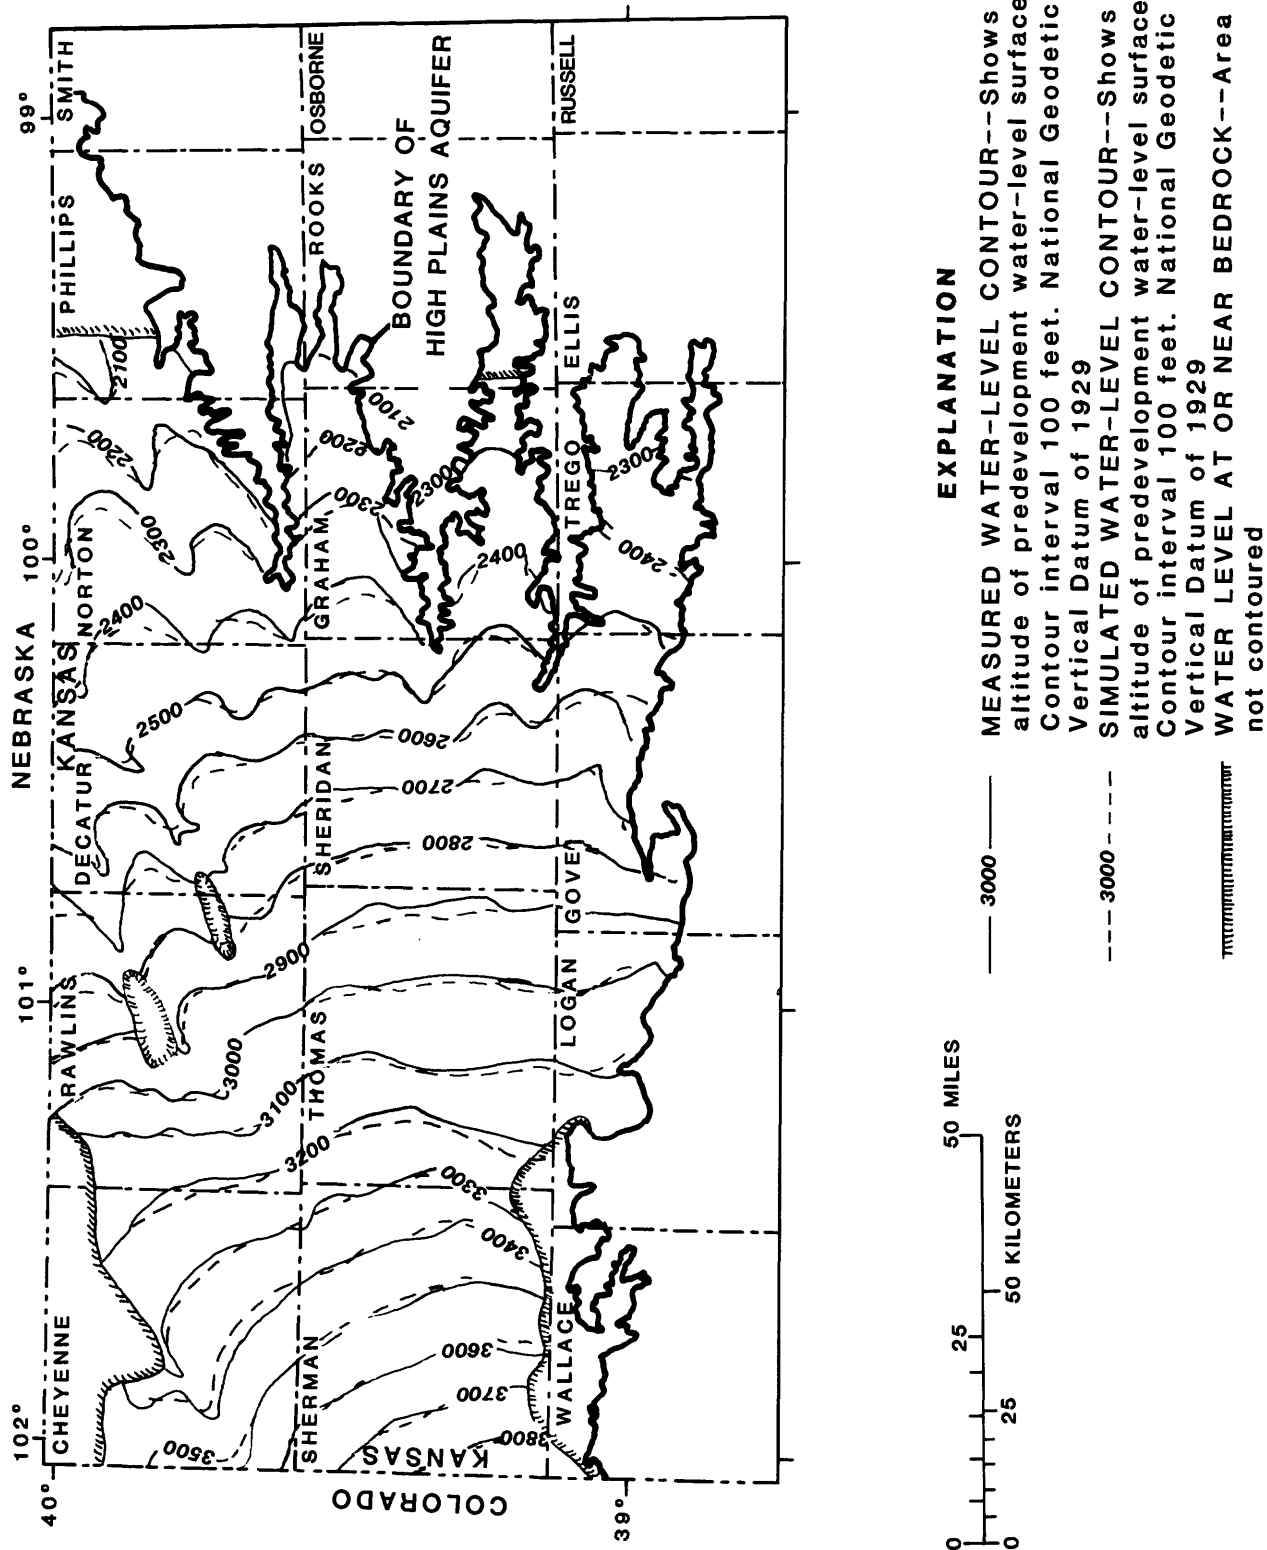 NEBRASKA
KANSAS
COLORADO
KANSAS
40°
39°
102°
101°
100°
99°
CHEYENNE
RAWLINS
DECATUR
NORTON
PHILLIPS
SMITH
SHERMAN
THOMAS
SHERIDAN
GRAHAM
ROOKS
OSBORNE
WALLACE
LOGAN
GOVE
TREGO
ELLIS
RUSSELL
BOUNDARY OF
HIGH PLAINS AQUIFER
3500
3000
2900
2500
2400
2300
2200
2100
3100
3200
3300
3400
3600
3700
3800
2800
2700
2600
2400
2300
2300
2200
2100
2400
2300
0 25 50 MILES
0 25 50 KILOMETERS
EXPLANATION
— 3000 — MEASURED WATER-LEVEL CONTOUR--Shows
altitude of predevelopment water-level surface
Contour interval 100 feet. National Geodetic
Vertical Datum of 1929
--- 3000 --- SIMULATED WATER-LEVEL CONTOUR--Shows
altitude of predevelopment water-level surface
Contour interval 100 feet. National Geodetic
Vertical Datum of 1929
WATER LEVEL AT OR NEAR BEDROCK--Area
not contoured